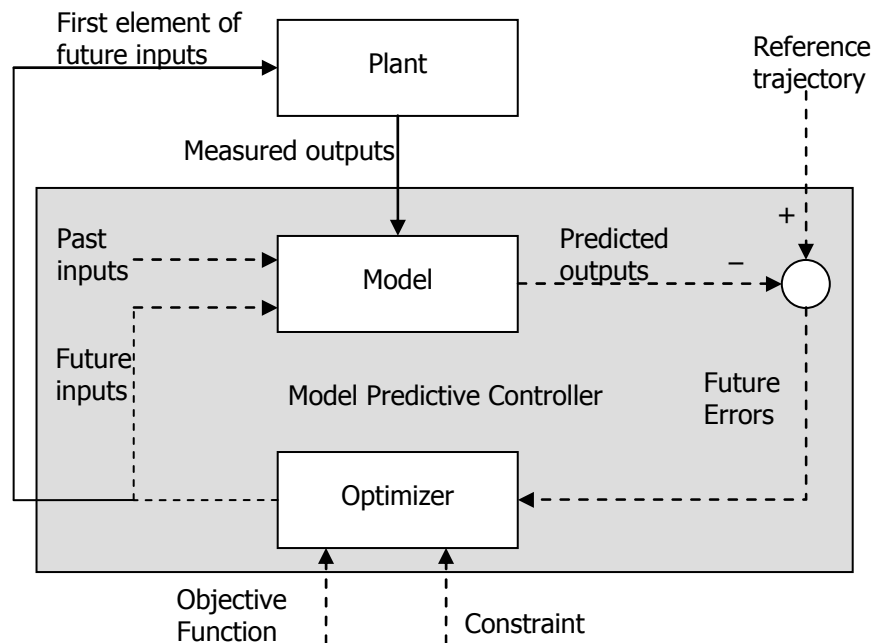 First element of
future inputs
Plant
Reference
trajectory
Measured outputs
+
Past
inputs
Model
Predicted
outputs
–
Future
inputs
Model Predictive Controller
Future
Errors
Optimizer
Objective
Function
Constraint